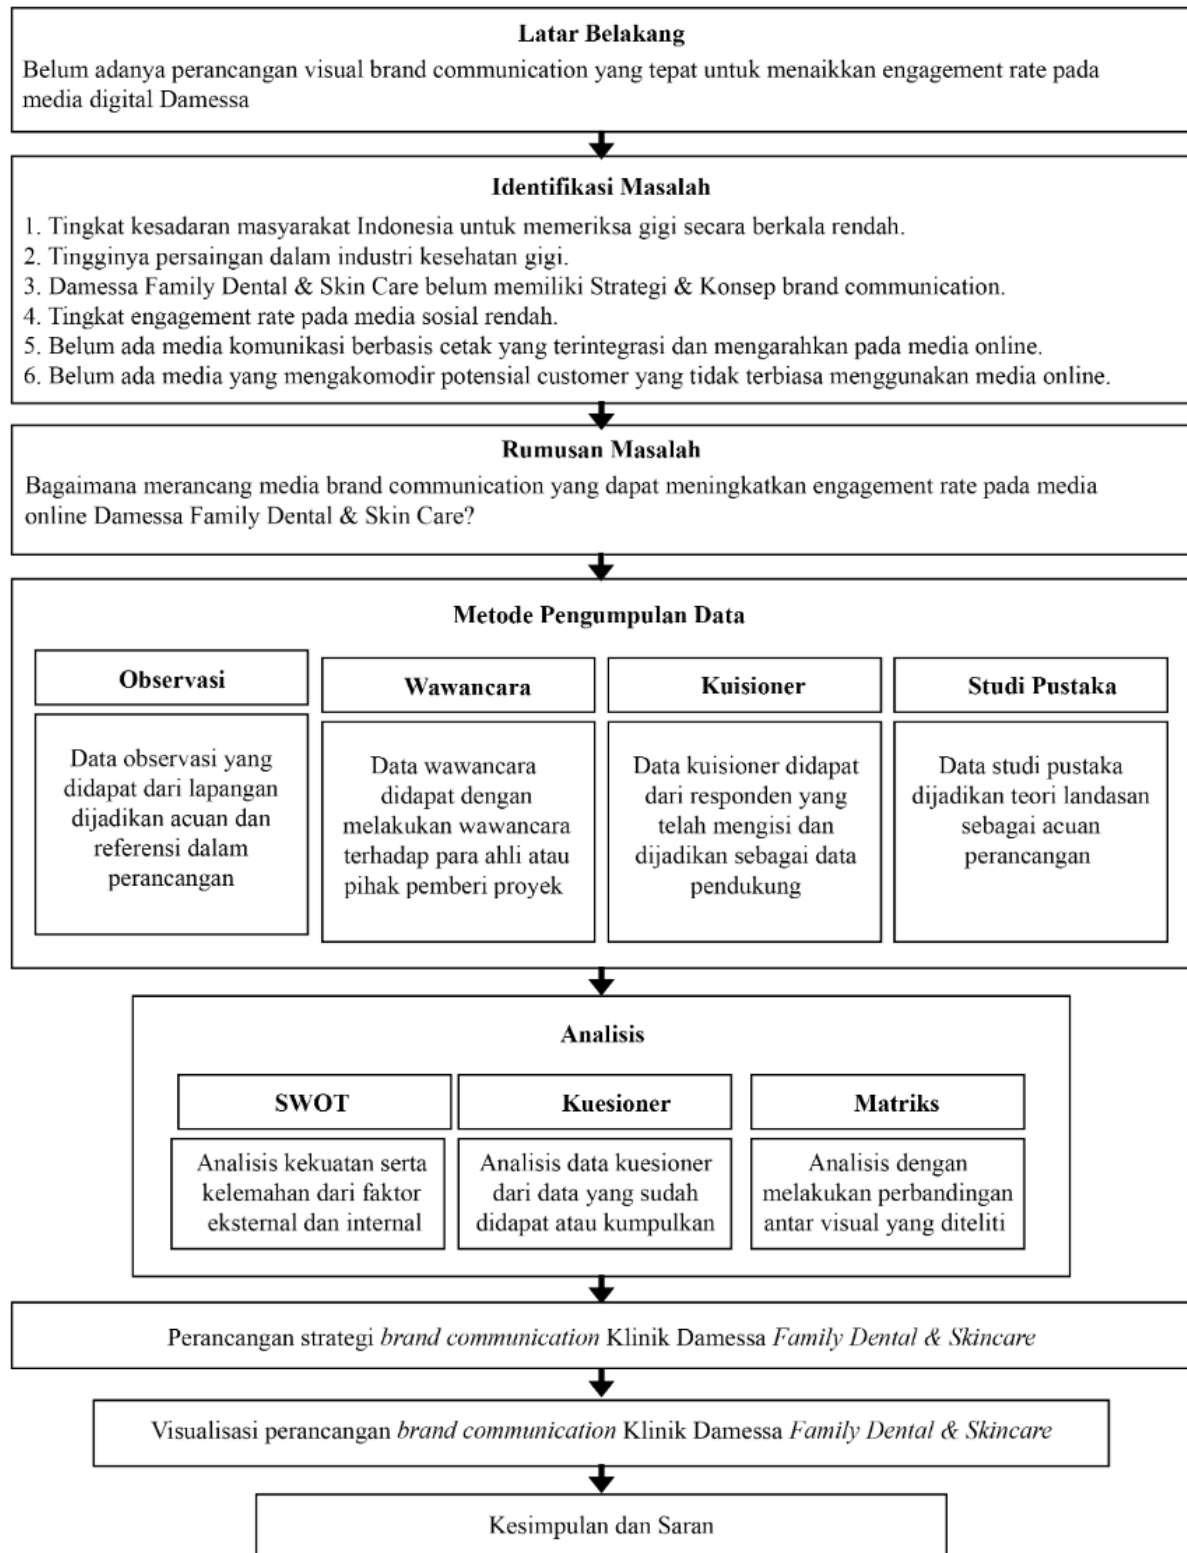 Latar Belakang
Belum adanya perancangan visual brand communication yang tepat untuk menaikkan engagement rate pada
media digital Damessa
Identifikasi Masalah
1. Tingkat kesadaran masyarakat Indonesia untuk memeriksa gigi secara berkala rendah.
2. Tingginya persaingan dalam industri kesehatan gigi.
3. Damessa Family Dental & Skin Care belum memiliki Strategi & Konsep brand communication.
4. Tingkat engagement rate pada media sosial rendah.
5. Belum ada media komunikasi berbasis cetak yang terintegrasi dan mengarahkan pada media online.
6. Belum ada media yang mengakomodir potensial customer yang tidak terbiasa menggunakan media online.
Rumusan Masalah
Bagaimana merancang media brand communication yang dapat meningkatkan engagement rate pada media
online Damessa Family Dental & Skin Care?
Metode Pengumpulan Data
Observasi
Data observasi yang
didapat dari lapangan
dijadikan acuan dan
referensi dalam
perancangan
Wawancara
Data wawancara
didapat dengan
melakukan wawancara
terhadap para ahli atau
pihak pemberi proyek
Kuisioner
Data kuisioner didapat
dari responden yang
telah mengisi dan
dijadikan sebagai data
pendukung
Studi Pustaka
Data studi pustaka
dijadikan teori landasan
sebagai acuan
perancangan
Analisis
SWOT
Analisis kekuatan serta
kelemahan dari faktor
eksternal dan internal
Kuesioner
Analisis data kuesioner
dari data yang sudah
didapat atau kumpulkan
Matriks
Analisis dengan
melakukan perbandingan
antar visual yang diteliti
Perancangan strategi brand communication Klinik Damessa Family Dental & Skincare
Visualisasi perancangan brand communication Klinik Damessa Family Dental & Skincare
Kesimpulan dan Saran